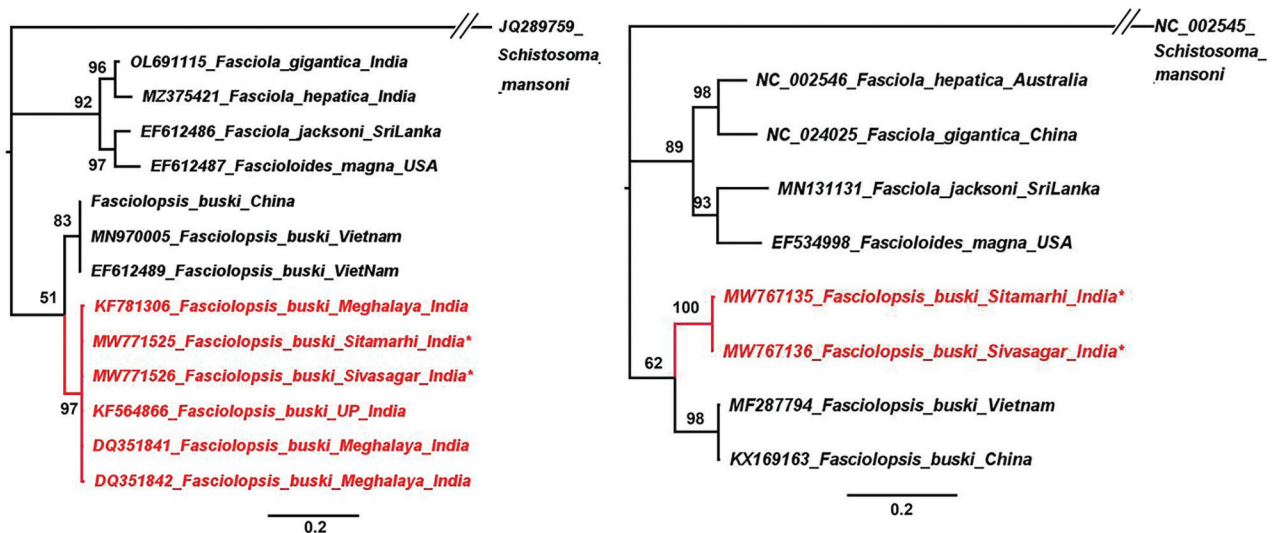 JQ289759_
Schistosoma_
mansoni
OL691115_Fasciola_gigantica_India
96
MZ375421_Fasciola_hepatica_India
92
EF612486_Fasciola_jacksoni_SriLanka
97
EF612487_Fascioloides_magna_USA
Fasciolopsis_buski_China
83
MN970005_Fasciolopsis_buski_Vietnam
EF612489_Fasciolopsis_buski_VietNam
51
KF781306_Fasciolopsis_buski_Meghalaya_India
MW771525_Fasciolopsis_buski_Sitamarhi_India*
MW771526_Fasciolopsis_buski_Sivasagar_India*
97
KF564866_Fasciolopsis_buski_UP_India
DQ351841_Fasciolopsis_buski_Meghalaya_India
DQ351842_Fasciolopsis_buski_Meghalaya_India
0.2
NC_002545_
Schistosoma_
mansoni
NC_002546_Fasciola_hepatica_Australia
98
NC_024025_Fasciola_gigantica_China
89
MN131131_Fasciola_jacksoni_SriLanka
93
EF534998_Fascioloides_magna_USA
MW767135_Fasciolopsis_buski_Sitamarhi_India*
100
MW767136_Fasciolopsis_buski_Sivasagar_India*
62
MF287794_Fasciolopsis_buski_Vietnam
98
KX169163_Fasciolopsis_buski_China
0.2